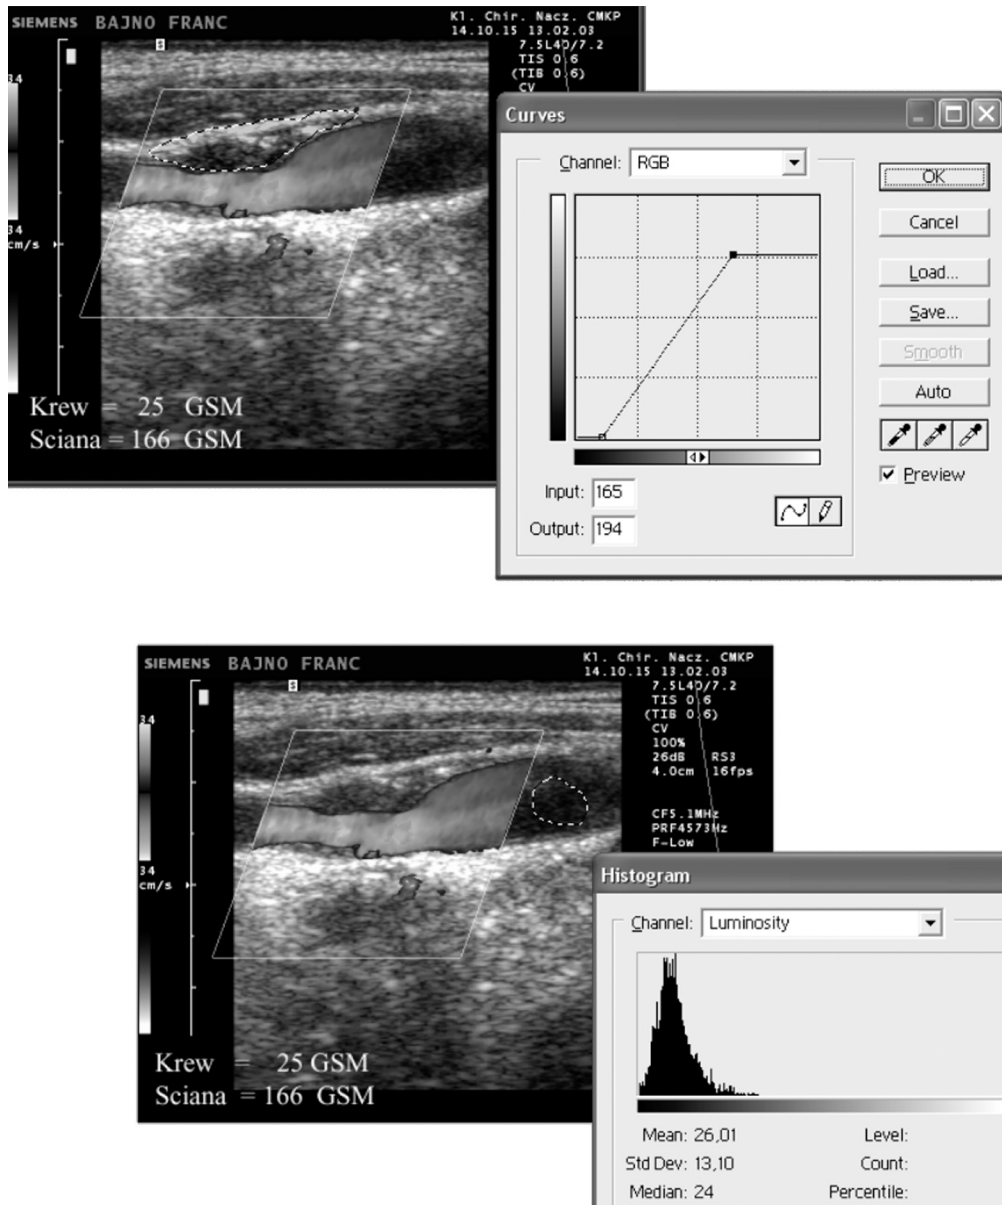 SIEMENS BAJNO FRANC
Kl. Chir. Nacz. CMKP
14.10.15 13.02.03
7.5L40/7.2
TIS 0.6
(TIB 0.6)
CV
S
34
34
cm/s
Krew = 25 GSM
Sciana = 166 GSM
Curves
Channel: RGB
OK
Cancel
Load...
Save...
Smooth
Auto
Preview
Input: 165
Output: 194
SIEMENS BAJNO FRANC
Kl. Chir. Nacz. CMKP
14.10.15 13.02.03
7.5L40/7.2
TIS 0.6
(TIB 0.6)
CV
100%
26dB RS3
4.0cm 16fps
CF5.1MHz
PRF4573Hz
F-Low
S
34
34
cm/s
Krew = 25 GSM
Sciana = 166 GSM
Histogram
Channel: Luminosity
Mean: 26,01 Level:
Std Dev: 13,10 Count:
Median: 24 Percentile: